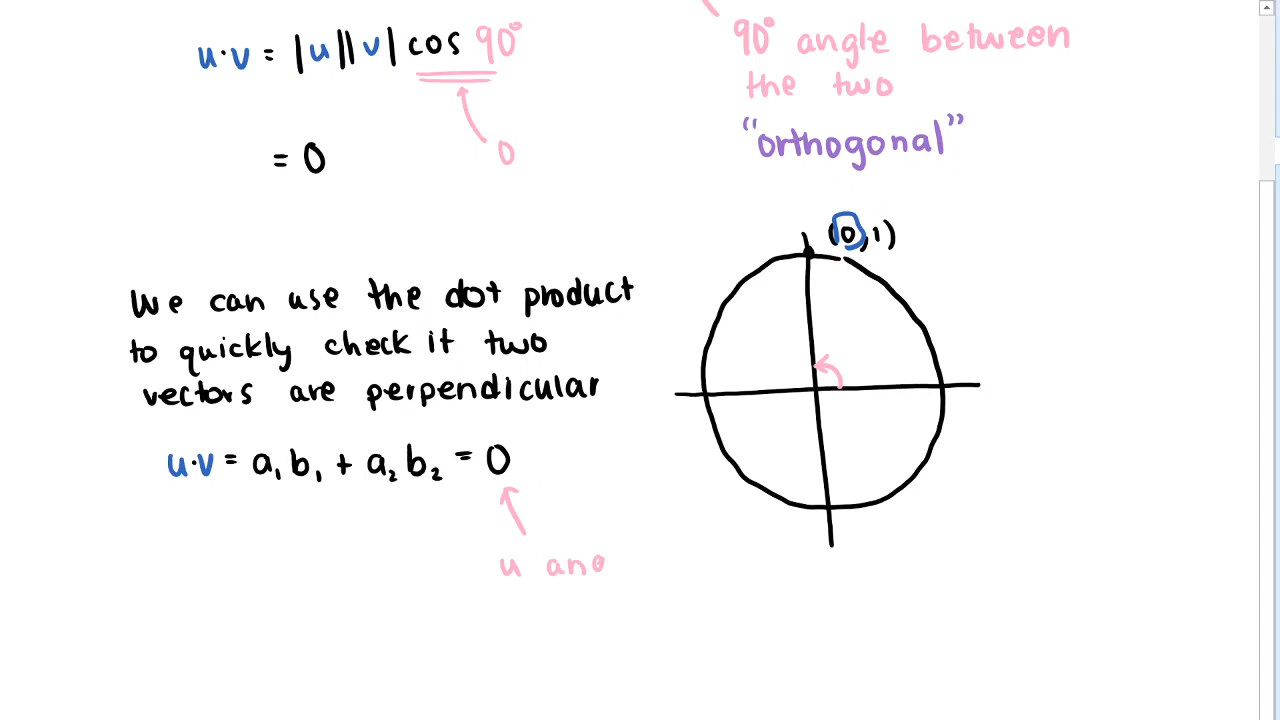 u·v = |u||v| cos 90°
0
= 0
90° angle between
the two
"orthogonal"
(0,1)
We can use the dot product
to quickly check if two
vectors are perpendicular
u·v = a₁b₁ + a₂b₂ = 0
u and